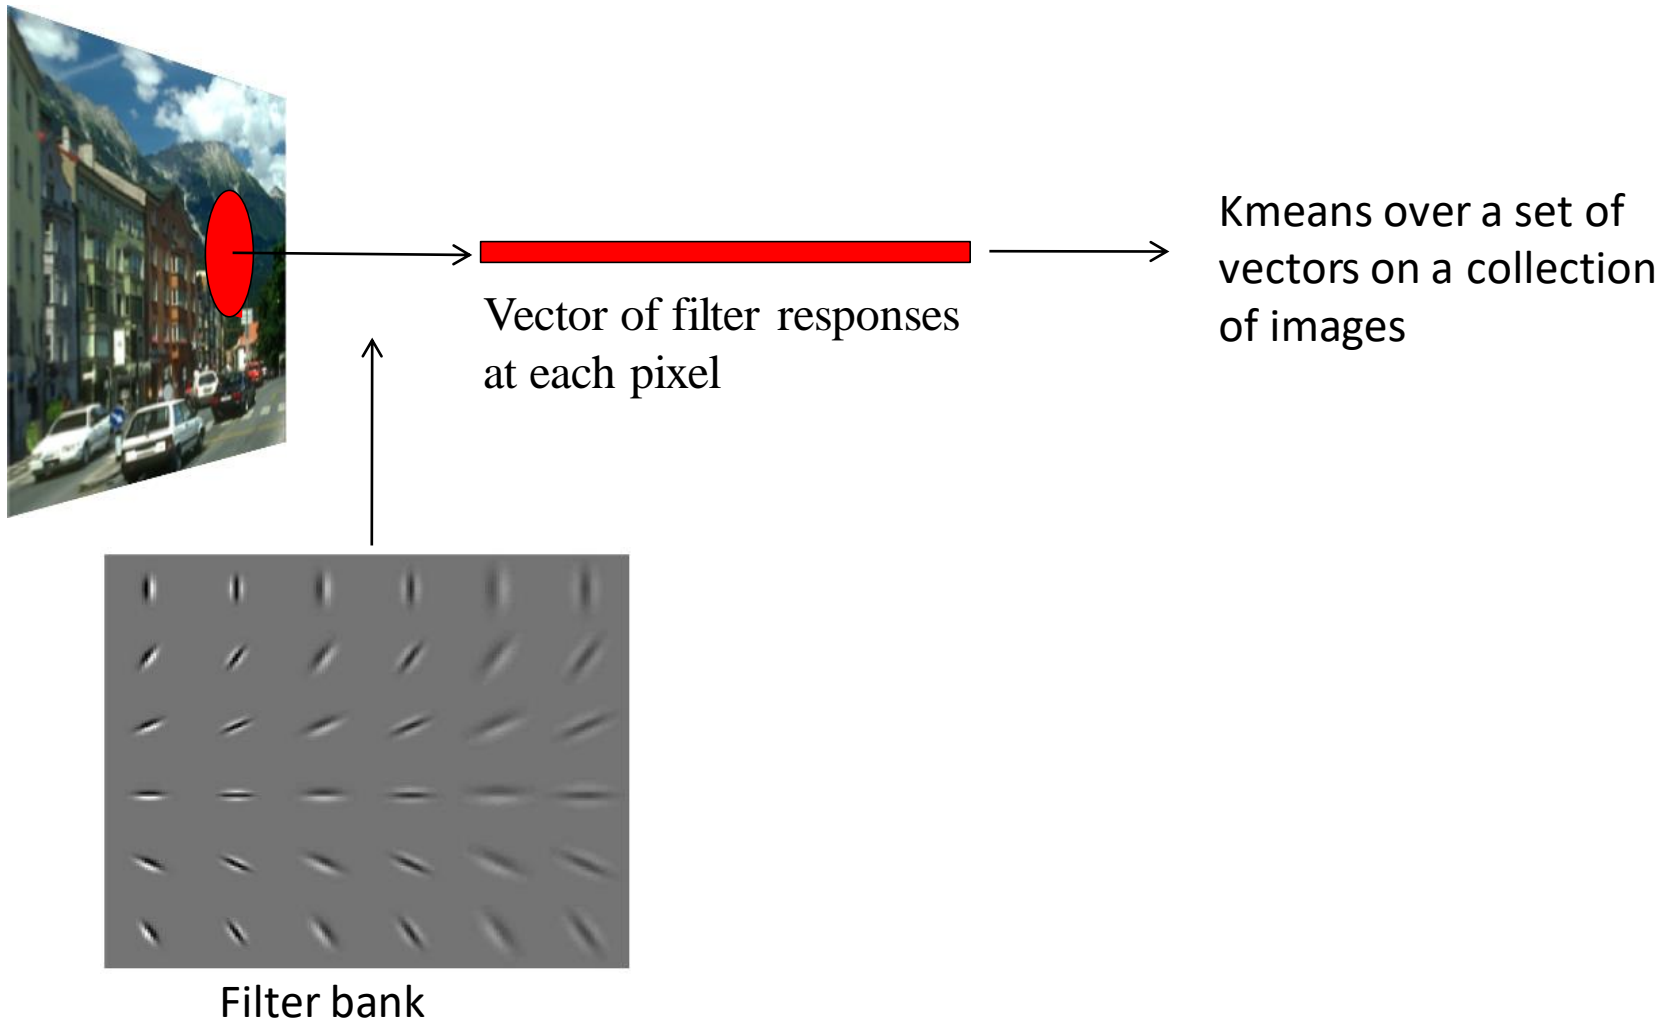 Vector of filter responses
at each pixel
Kmeans over a set of
vectors on a collection
of images
Filter bank